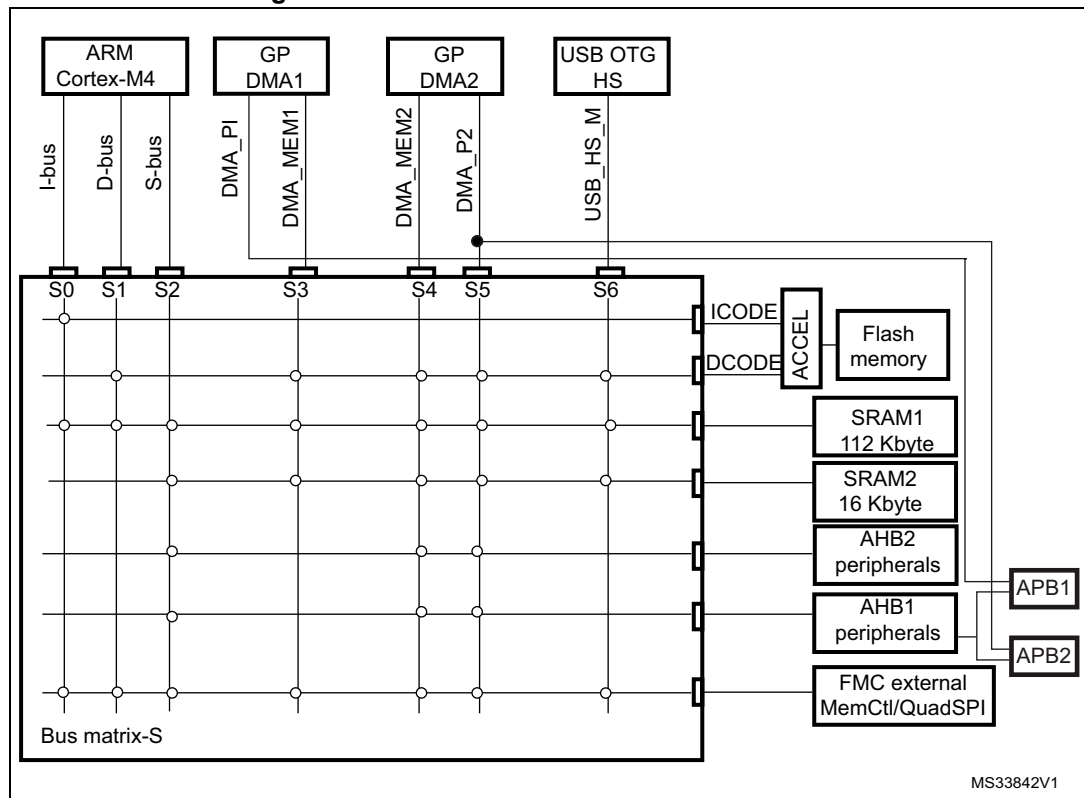 ARM
Cortex-M4
GP
DMA1
GP
DMA2
USB OTG
HS
I-bus
D-bus
S-bus
DMA_PI
DMA_MEM1
DMA_MEM2
DMA_P2
USB_HS_M
S0 S1 S2 S3 S4 S5 S6
ICODE
DCODE
ACCEL
Flash
memory
SRAM1
112 Kbyte
SRAM2
16 Kbyte
AHB2
peripherals
AHB1
peripherals
APB1
APB2
FMC external
MemCtl/QuadSPI
Bus matrix-S
MS33842V1